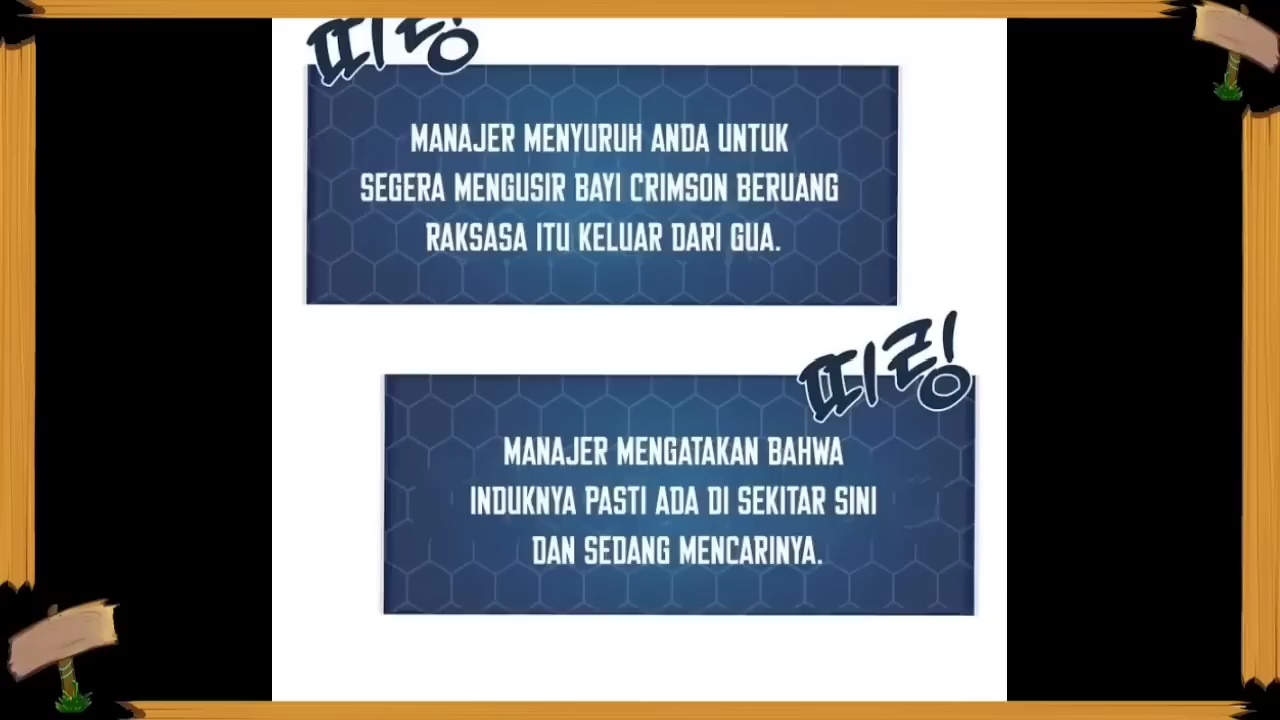 띠링!
MANAJER MENYURUH ANDA UNTUK
SEGERA MENGUSIR BAYI CRIMSON BERUANG
RAKSASA ITU KELUAR DARI GUA.
띠링!
MANAJER MENGATAKAN BAHWA
INDUKNYA PASTI ADA DI SEKITAR SINI
DAN SEDANG MENCARINYA.